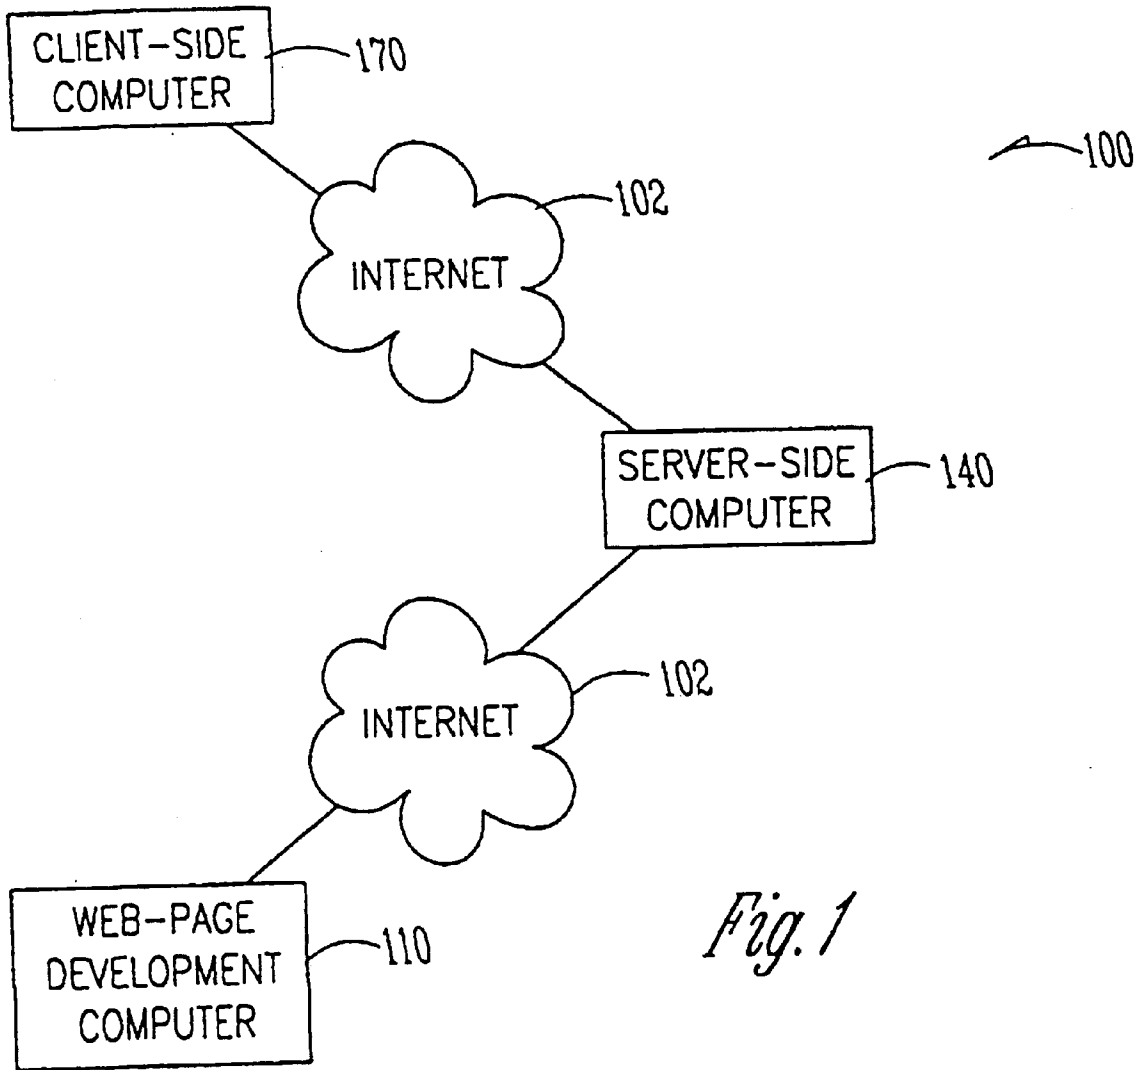 CLIENT-SIDE
COMPUTER
170
100
102
INTERNET
SERVER-SIDE
COMPUTER
140
102
INTERNET
WEB-PAGE
DEVELOPMENT
COMPUTER
110
Fig. 1